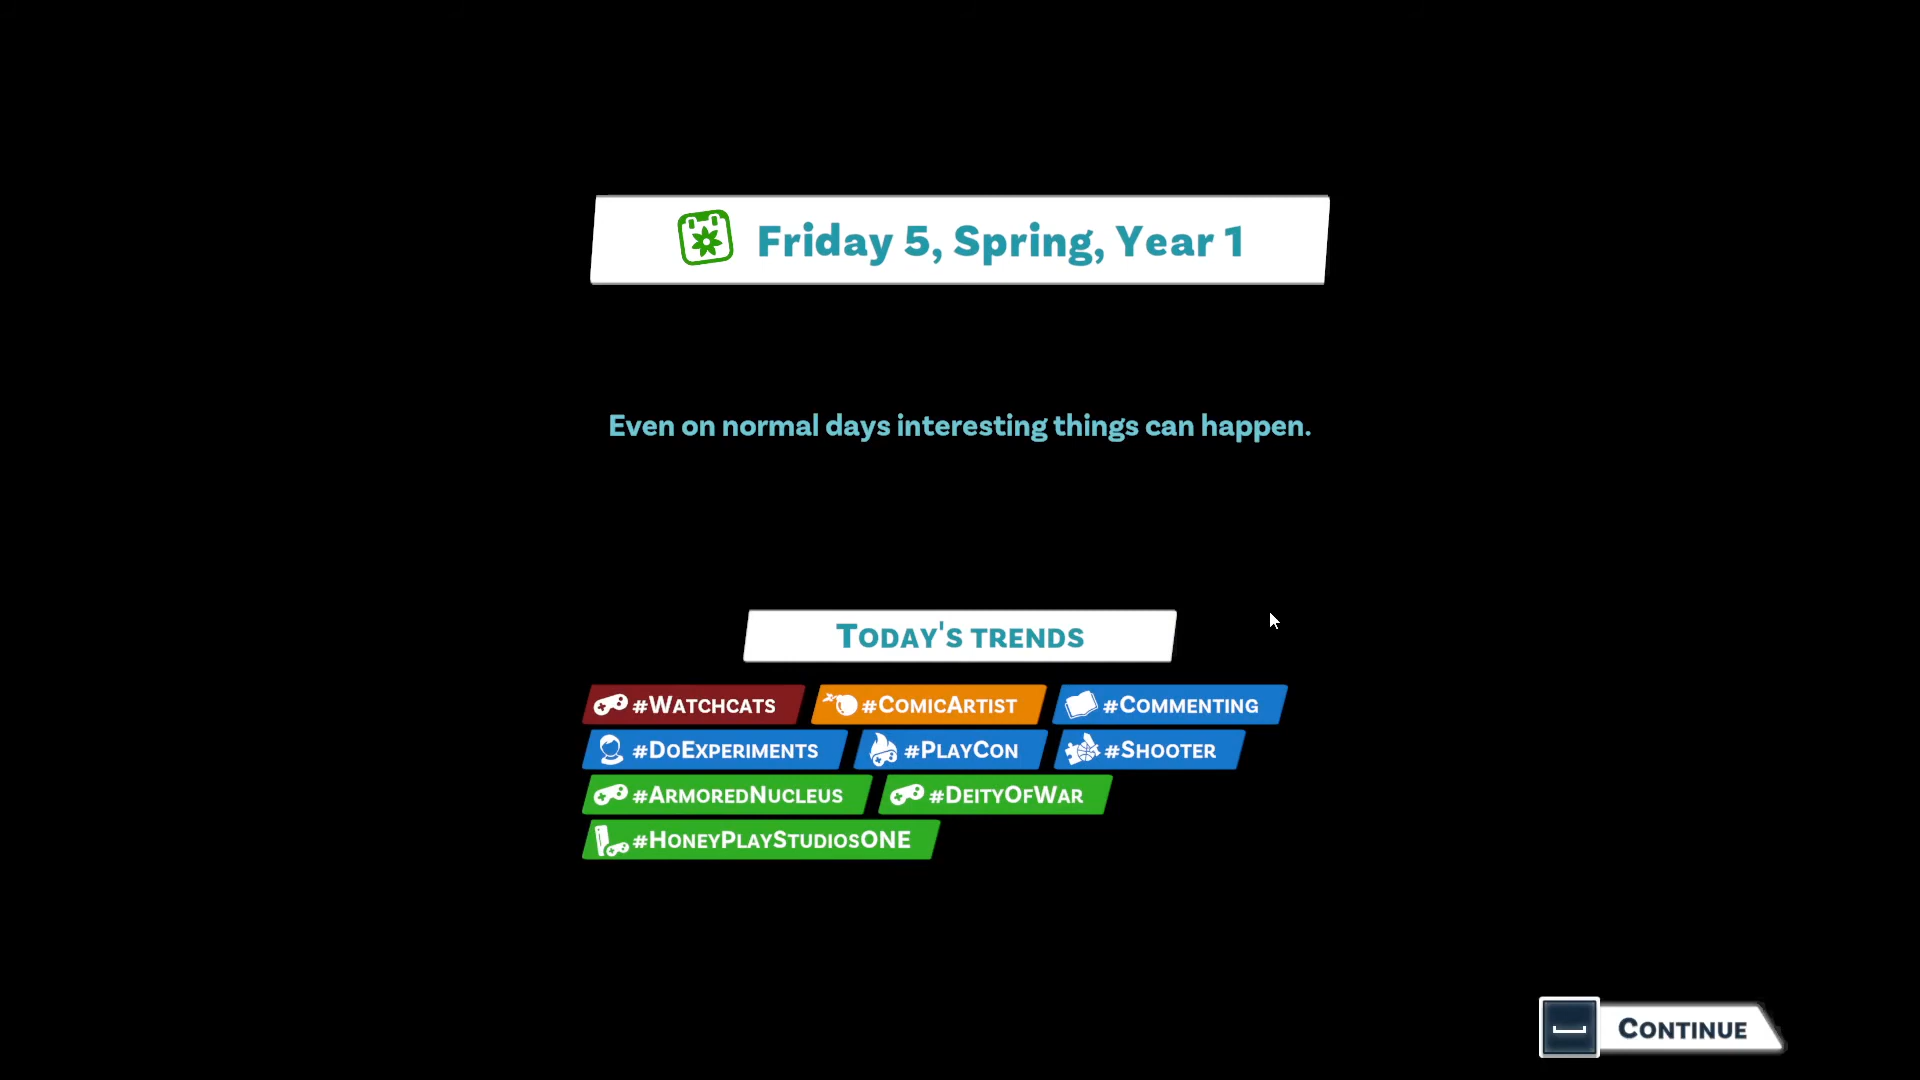 Friday 5, Spring, Year 1
Even on normal days interesting things can happen.
TODAY'S TRENDS
#WATCHCATS #COMICARTIST #COMMENTING
#DOEXPERIMENTS #PLAYCON #SHOOTER
#ARMOREDNUCLEUS #DEITYOFWAR
#HONEYPLAYSTUDIOSONE
CONTINUE